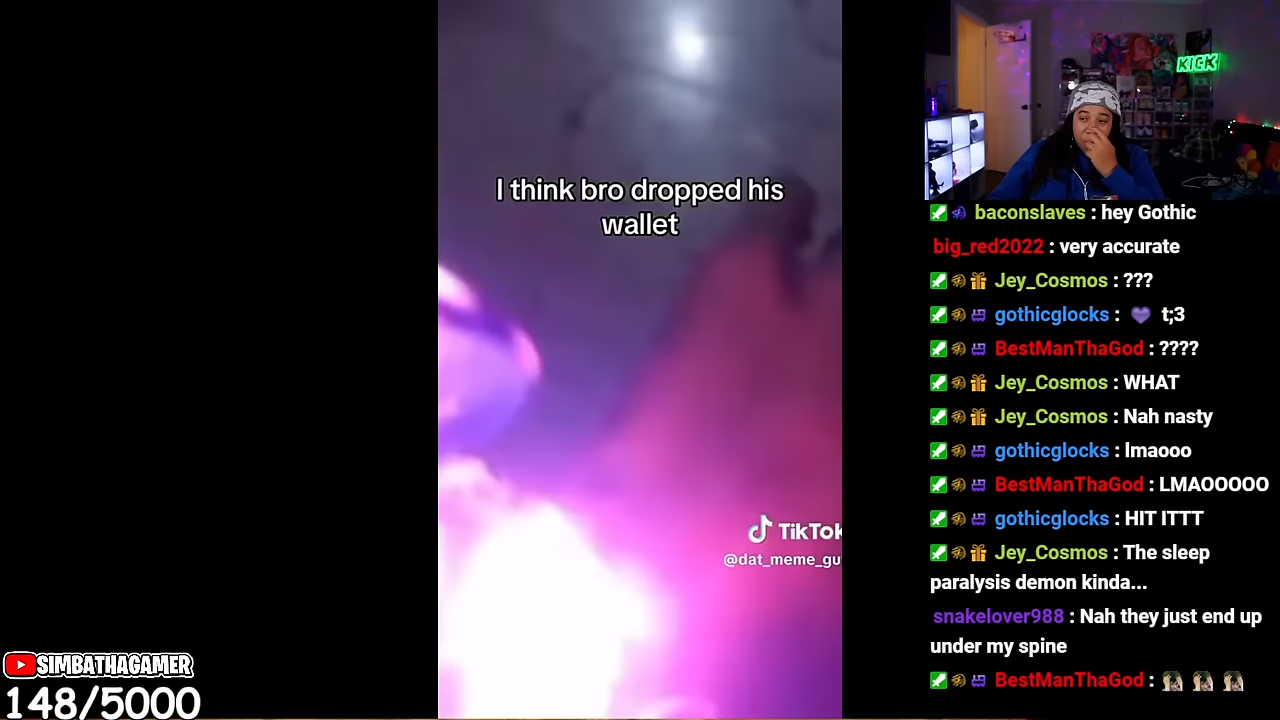 I think bro dropped his
wallet
TikTok
@dat_meme_gu
KICK
baconslaves : hey Gothic
big_red2022 : very accurate
Jey_Cosmos : ???
gothicglocks : 💜 t;3
BestManThaGod : ????
Jey_Cosmos : WHAT
Jey_Cosmos : Nah nasty
gothicglocks : lmaooo
BestManThaGod : LMAOOOOO
gothicglocks : HIT ITTT
Jey_Cosmos : The sleep
paralysis demon kinda...
snakelover988 : Nah they just end up
under my spine
BestManThaGod :
SIMBATHAGAMER
148/5000